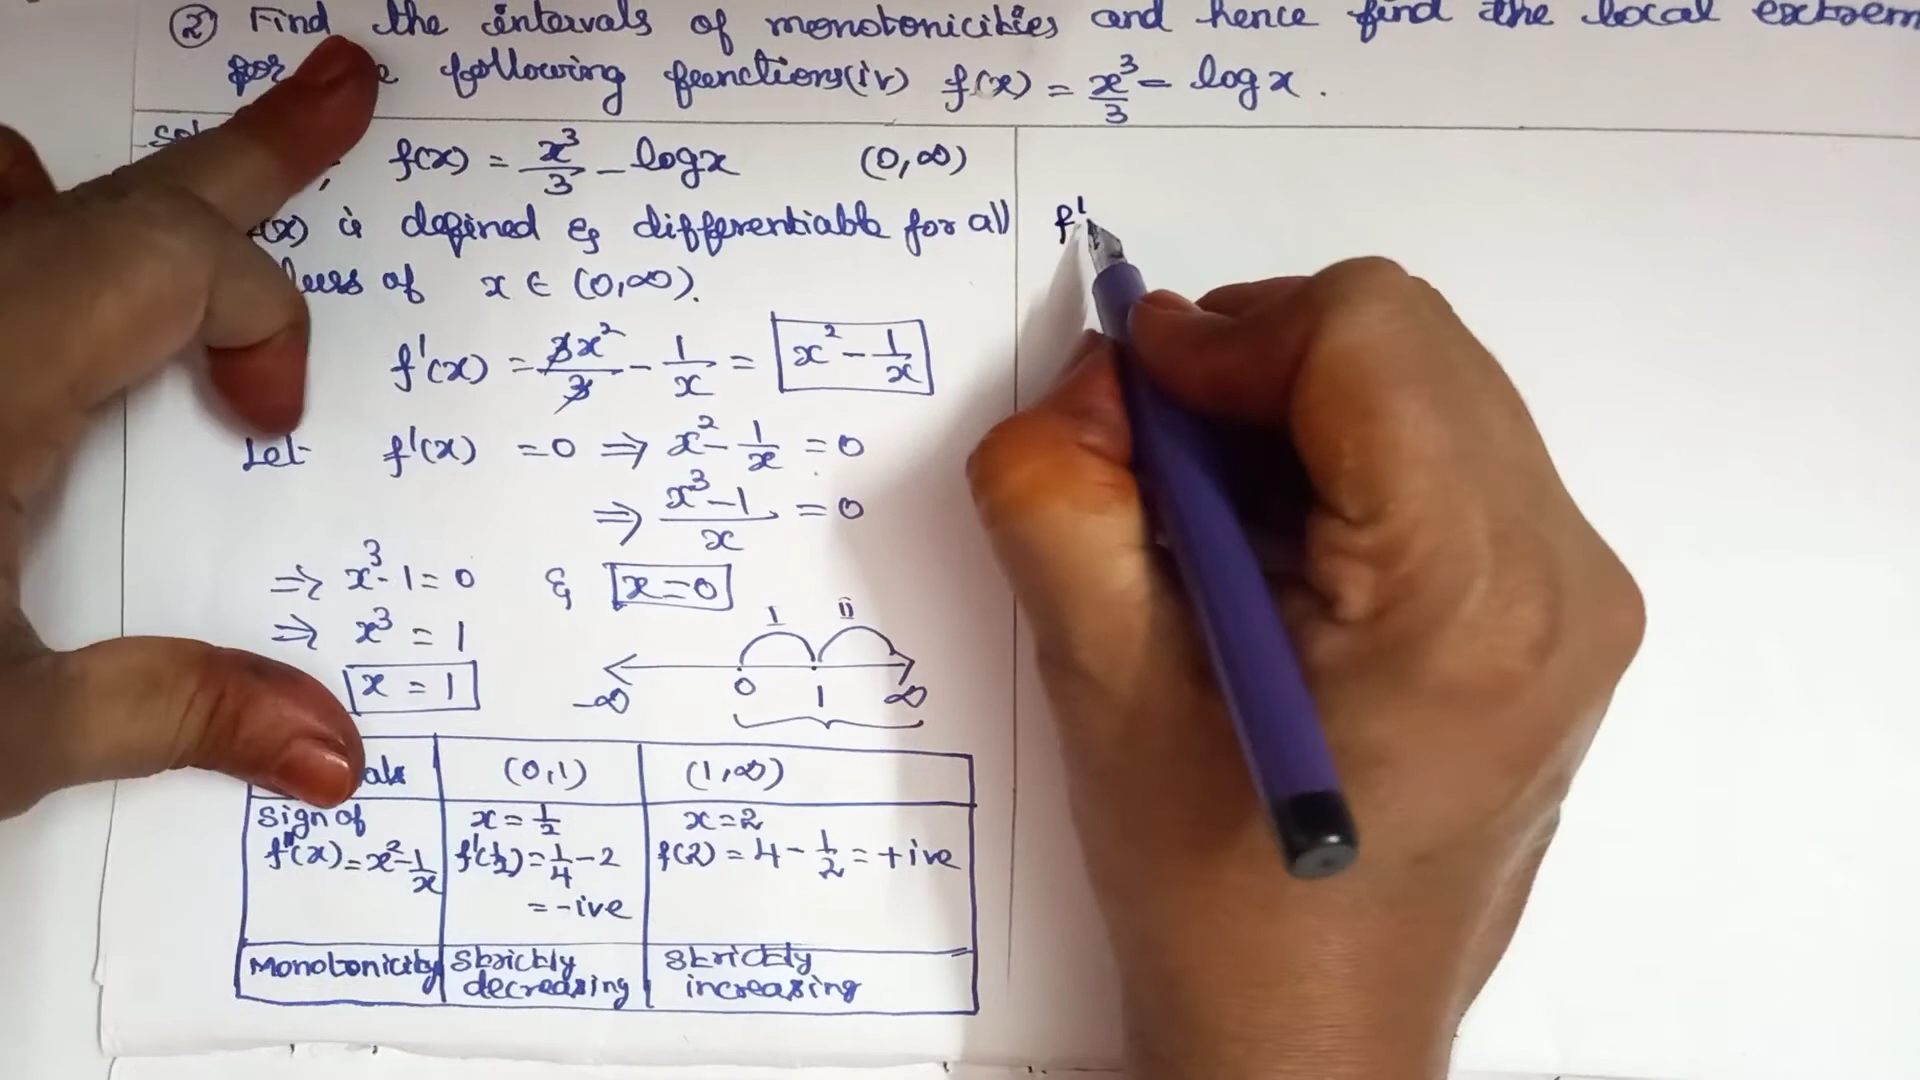 ② Find the intervals of monotonicities and hence find the local extrem
following functions (iv) f(x) = x³/3 - log x.
f(x) = x³/3 - log x (0,∞)
(x) is defined & differentiable for all
of x ∈ (0,∞).
f'(x) = 3x²/3 - 1/x = x² - 1/x
Let f'(x) = 0 ⇒ x² - 1/x = 0
⇒ x³-1/x = 0
⇒ x³-1 = 0 & x=0
⇒ x³ = 1
x = 1
I II
-∞ 0 1 ∞
(0,1) (1,∞)
Sign of f'(x) = x²-1/x
x = 1/2
f'(1/2) = 1/4 - 2
= -ive
x = 2
f(2) = 4 - 1/2 = +ive
Monotonicity
Strictly
decreasing
Strictly
increasing
f'